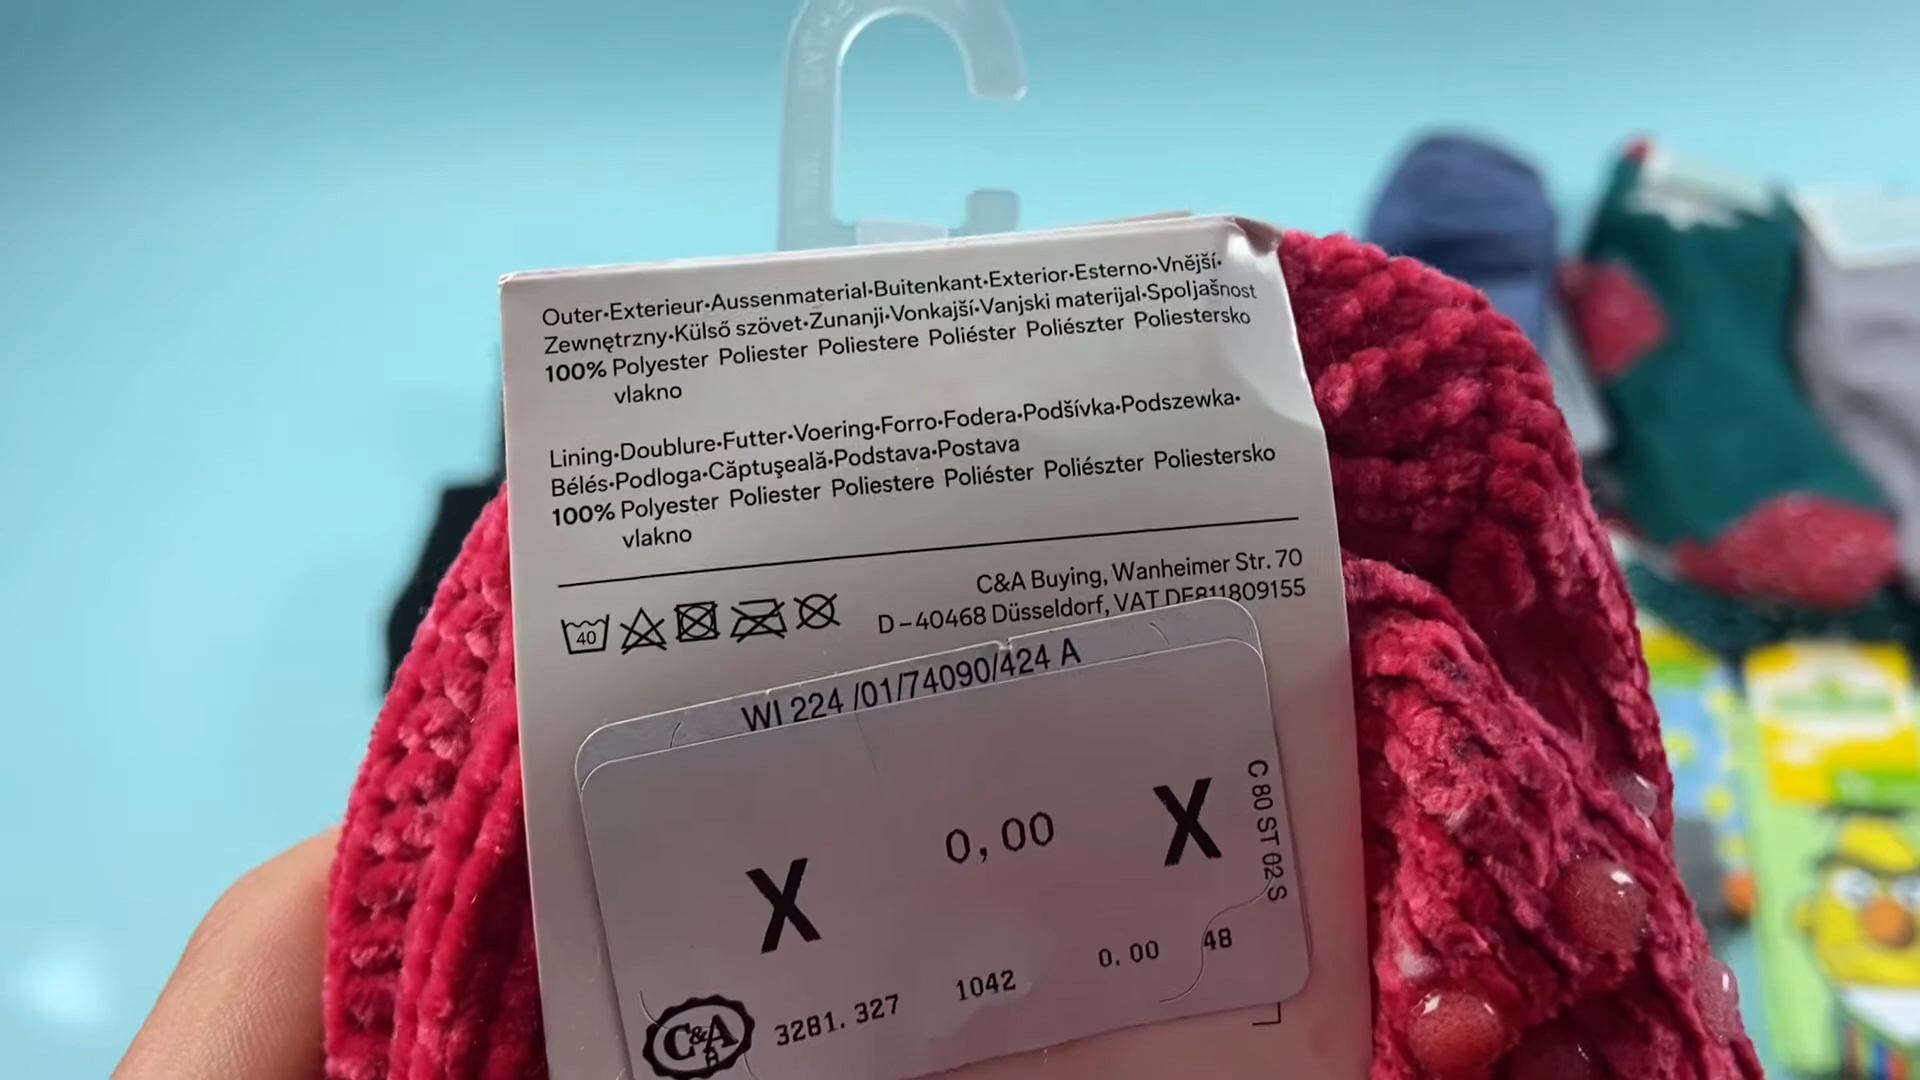 Outer•Exterieur•Aussenmaterial•Buitenkant•Exterior•Esterno•Vnější•
Zewnętrzny•Külső szövet•Zunanji•Vonkajší•Vanjski materijal•Spoljašnost
100% Polyester Poliester Poliestere Poliéster Poliészter Poliestersko
vlakno
Lining•Doublure•Futter•Voering•Forro•Fodera•Podšívka•Podszewka•
Bélés•Podloga•Căptuşeală•Podstava•Postava
100% Polyester Poliester Poliestere Poliéster Poliészter Poliestersko
vlakno
40
C&A Buying, Wanheimer Str. 70
D-40468 Düsseldorf, VAT DE811809155
WI 224 /01/74090/424 A
X 0,00 X
C 80 ST 02 S
C&A 3281.327 1042 0.00 48